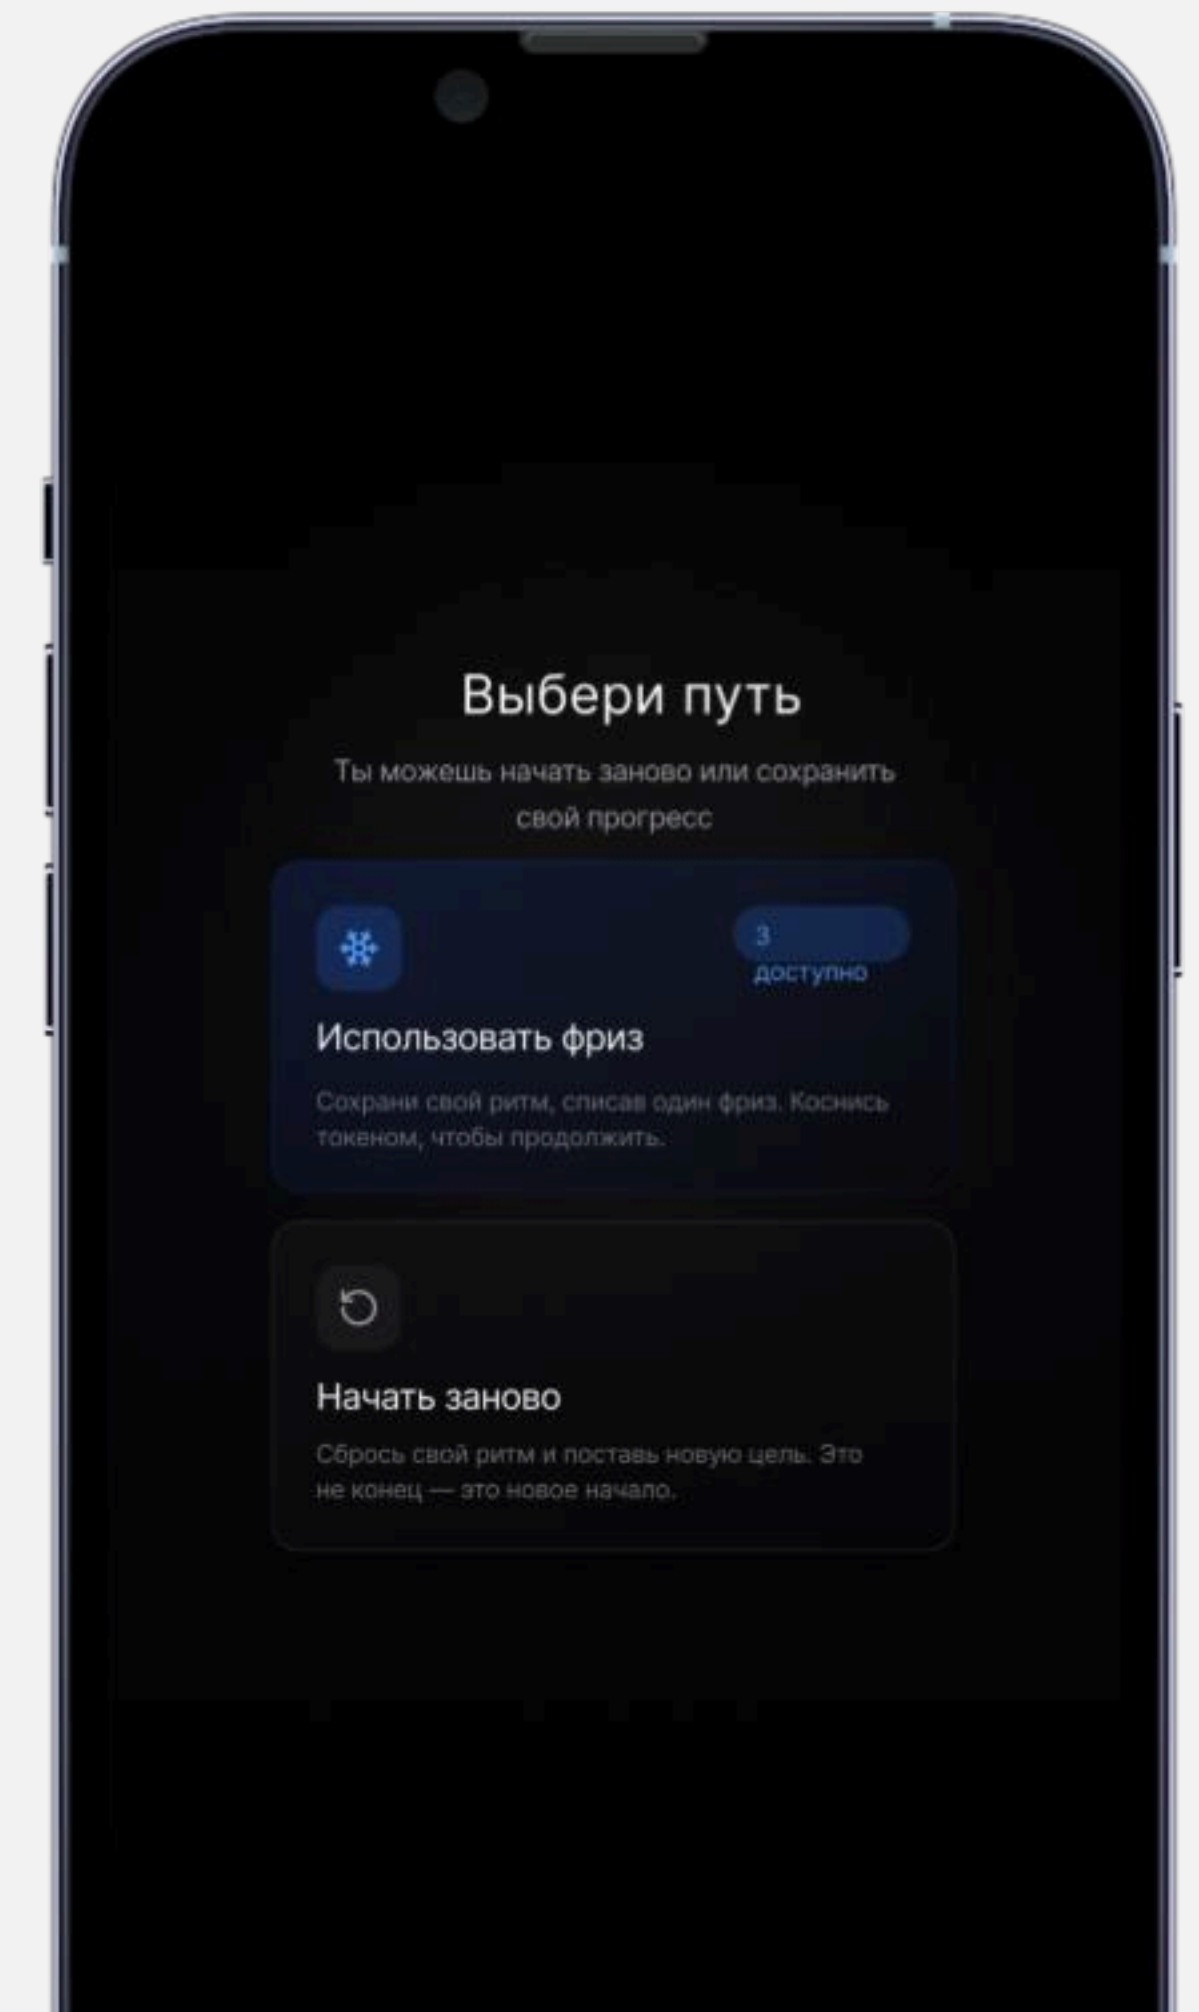 Выбери путь
Ты можешь начать заново или сохранить
свой прогресс
3
доступно
Использовать фриз
Сохрани свой ритм, списав один фриз. Коснись
токеном, чтобы продолжить.
Начать заново
Сбрось свой ритм и поставь новую цель. Это
не конец — это новое начало.